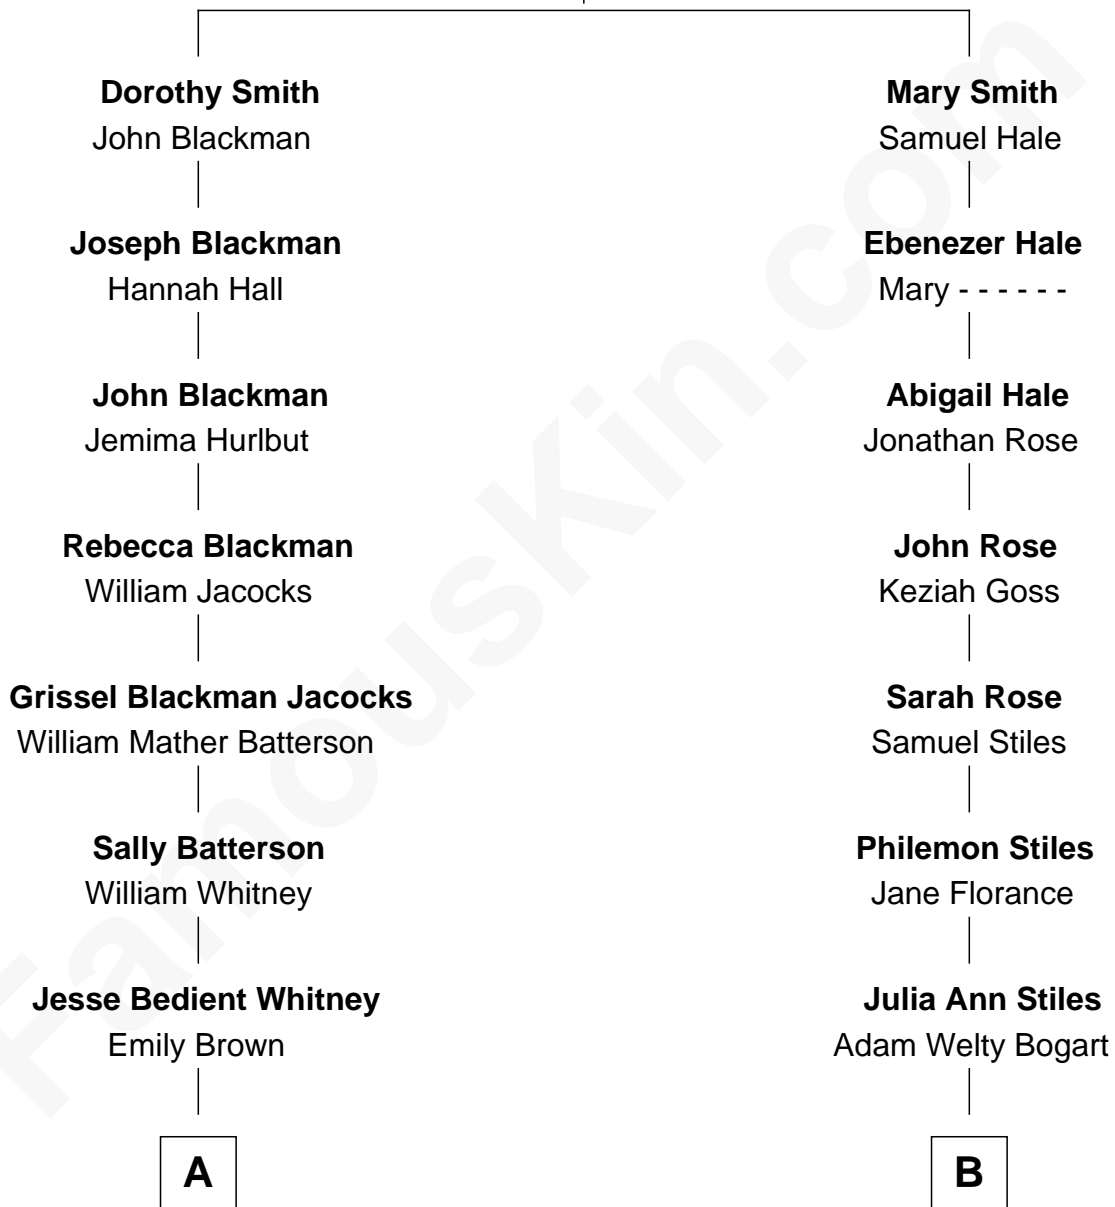 Dorothy Smith
John Blackman
Joseph Blackman
Hannah Hall
John Blackman
Jemima Hurlbut
Rebecca Blackman
William Jacocks
Grissel Blackman Jacocks
William Mather Batterson
Sally Batterson
William Whitney
Jesse Bedient Whitney
Emily Brown
A
Mary Smith
Samuel Hale
Ebenezer Hale
Mary - - - - - -
Abigail Hale
Jonathan Rose
John Rose
Keziah Goss
Sarah Rose
Samuel Stiles
Philemon Stiles
Jane Florance
Julia Ann Stiles
Adam Welty Bogart
B
FamousKin.com